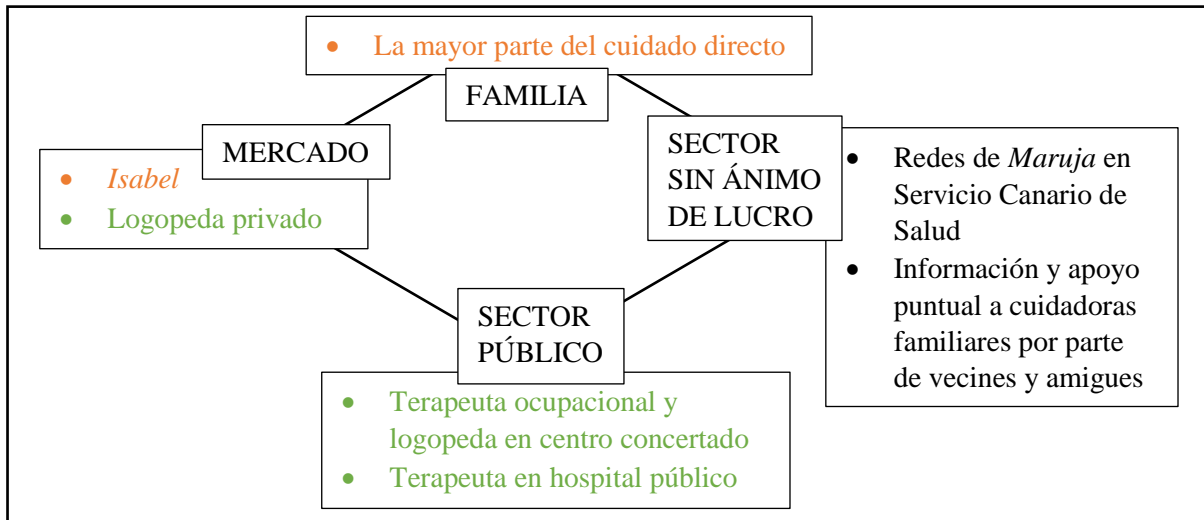 • La mayor parte del cuidado directo
FAMILIA
MERCADO
• Isabel
• Logopeda privado
SECTOR
SIN ÁNIMO
DE LUCRO
• Redes de Maruja en
Servicio Canario de
Salud
• Información y apoyo
puntual a cuidadoras
familiares por parte
de vecines y amigues
SECTOR
PÚBLICO
• Terapeuta ocupacional y
logopeda en centro concertado
• Terapeuta en hospital público